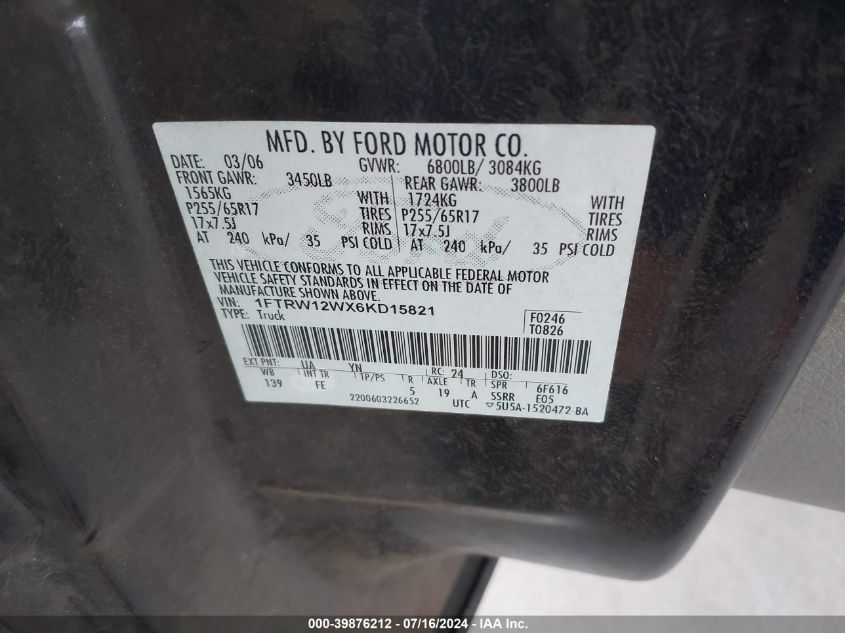 MFD. BY FORD MOTOR CO.
DATE: 03/06 GVWR: 6800LB/ 3084KG
FRONT GAWR: 3450LB REAR GAWR: 3800LB
1565KG WITH 1724KG WITH
P255/65R17 TIRES P255/65R17 TIRES
17x7.5J RIMS 17x7.5J RIMS
AT 240 kPa/ 35 PSI COLD AT 240 kPa/ 35 PSI COLD
THIS VEHICLE CONFORMS TO ALL APPLICABLE FEDERAL MOTOR
VEHICLE SAFETY STANDARDS IN EFFECT ON THE DATE OF
MANUFACTURE SHOWN ABOVE.
VIN: 1FTRW12WX6KD15821 F0246
TYPE: Truck T0826
EXT PNT: UA YN RC: 24 DSO:
WB INT TR TP/PS R AXLE TR SPR 6F616
139 FE 5 19 A SSRR E05
2200603226652 UTC ▽5U5A-1520472-BA
000-39876212 - 07/16/2024 - IAA Inc.